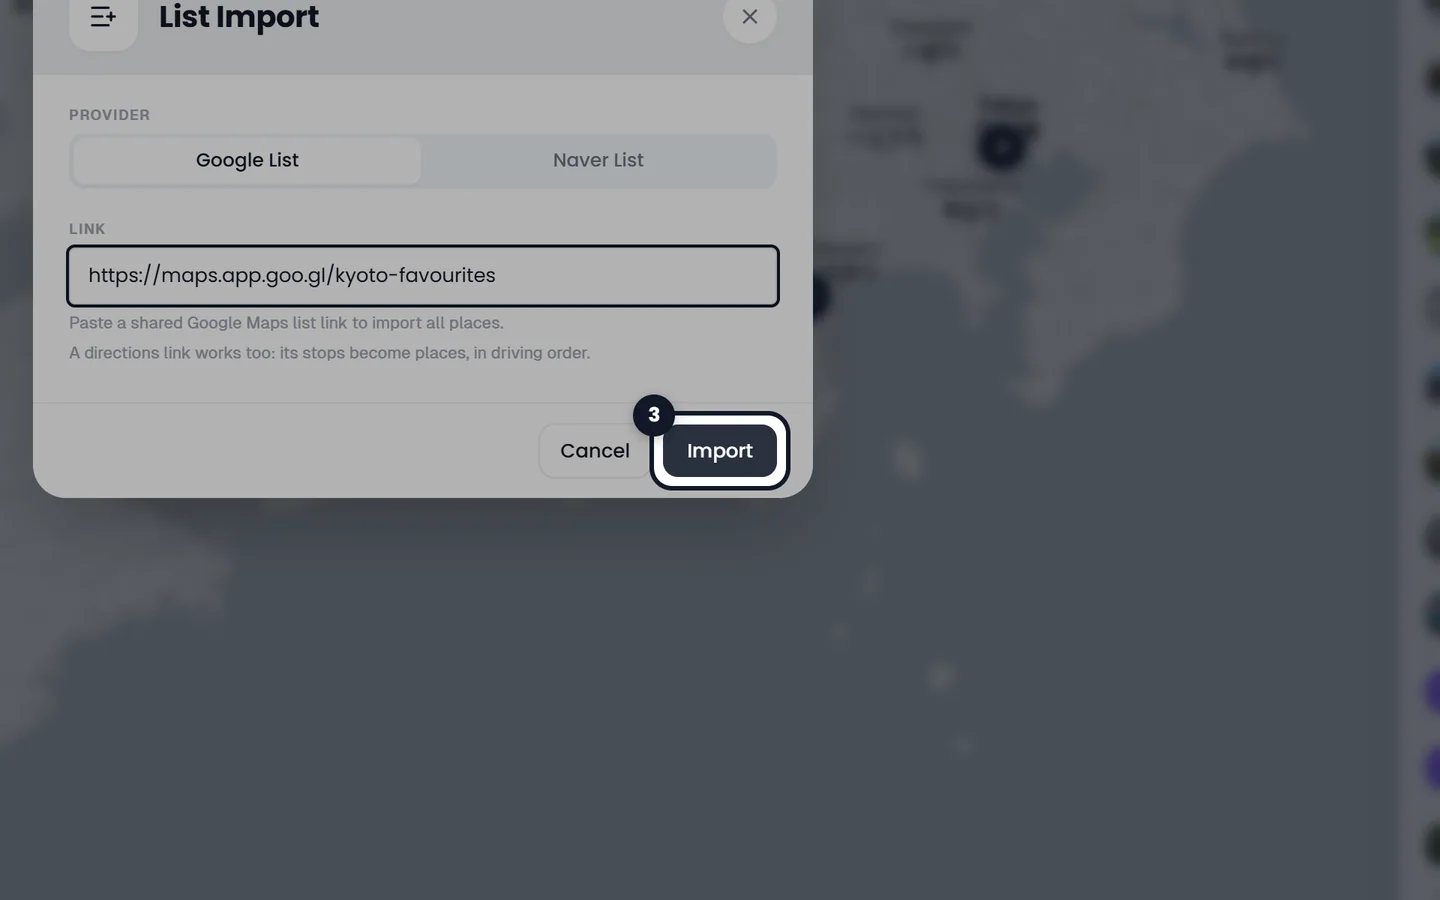 List Import
PROVIDER
Google List
Naver List
LINK
https://maps.app.goo.gl/kyoto-favourites
Paste a shared Google Maps list link to import all places.
A directions link works too: its stops become places, in driving order.
3
Cancel
Import